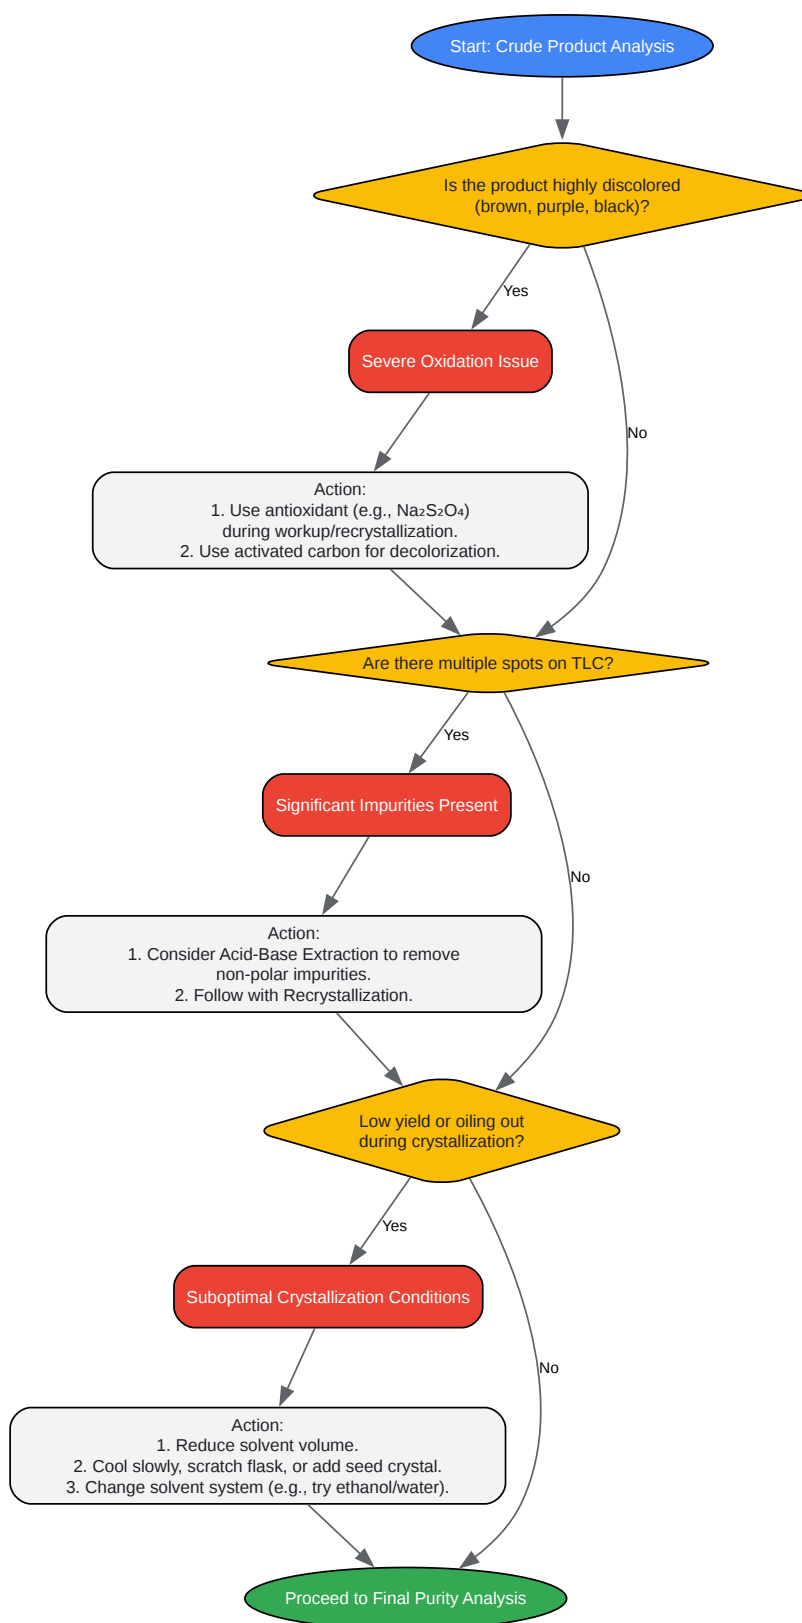 Start: Crude Product Analysis
Is the product highly discolored
(brown, purple, black)?
Yes
Severe Oxidation Issue
No
Action:
1. Use antioxidant (e.g., Na₂S₂O₄)
during workup/recrystallization.
2. Use activated carbon for decolorization.
Are there multiple spots on TLC?
Yes
Significant Impurities Present
No
Action:
1. Consider Acid-Base Extraction to remove
non-polar impurities.
2. Follow with Recrystallization.
Low yield or oiling out
during crystallization?
Yes
Suboptimal Crystallization Conditions
No
Action:
1. Reduce solvent volume.
2. Cool slowly, scratch flask, or add seed crystal.
3. Change solvent system (e.g., try ethanol/water).
Proceed to Final Purity Analysis